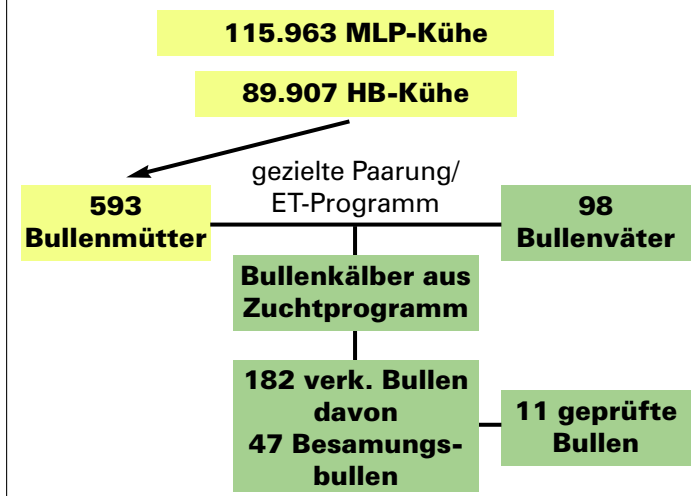 115.963 MLP-Kühe
89.907 HB-Kühe
gezielte Paarung/
ET-Programm
593
Bullenmütter
98
Bullenväter
Bullenkälber aus
Zuchtprogramm
182 verk. Bullen
davon
47 Besamungs-
bullen
11 geprüfte
Bullen